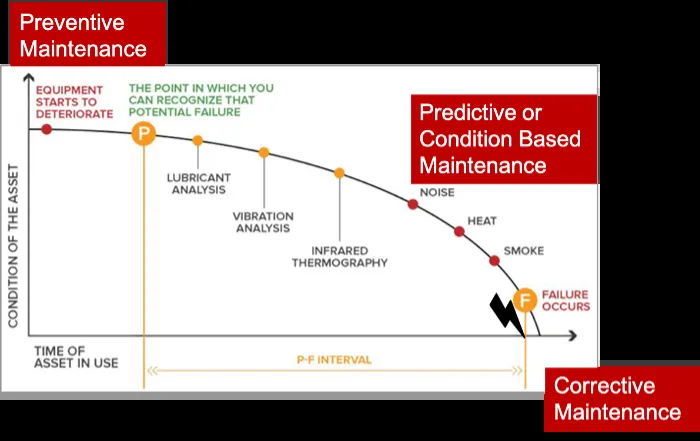 Preventive
Maintenance
EQUIPMENT
STARTS TO
DETERIORATE
THE POINT IN WHICH YOU
CAN RECOGNIZE THAT
POTENTIAL FAILURE
P
Predictive or
Condition Based
Maintenance
LUBRICANT
ANALYSIS
VIBRATION
ANALYSIS
INFRARED
THERMOGRAPHY
NOISE
HEAT
SMOKE
F
FAILURE
OCCURS
CONDITION OF THE ASSET
TIME OF
ASSET IN USE
P-F INTERVAL
Corrective
Maintenance